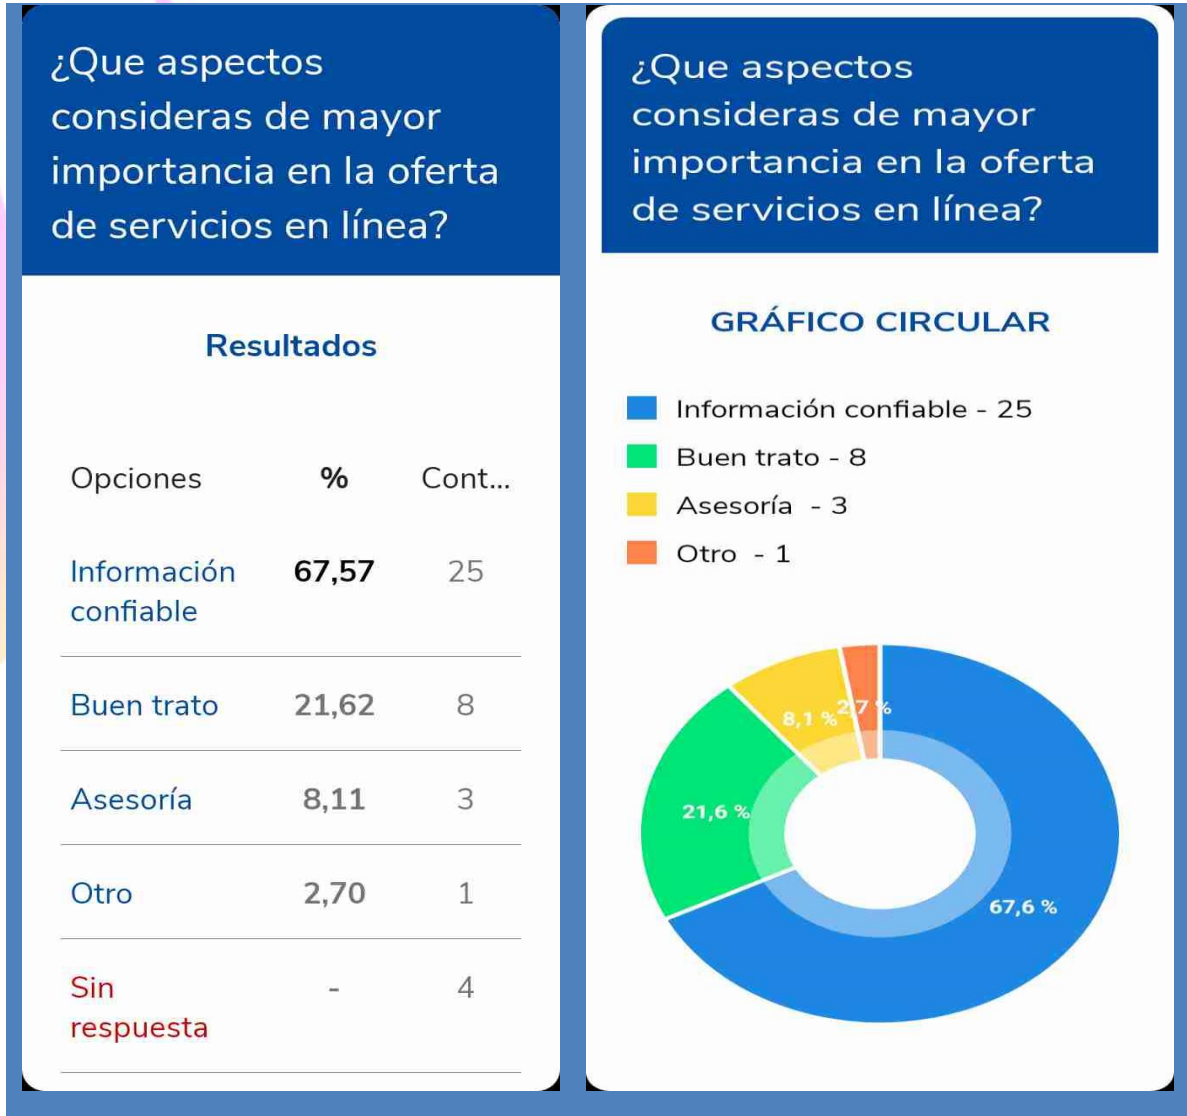 ¿Que aspectos
consideras de mayor
importancia en la oferta
de servicios en línea?
Resultados
Opciones % Cont...
Información
confiable 67,57 25
Buen trato 21,62 8
Asesoría 8,11 3
Otro 2,70 1
Sin
respuesta - 4
¿Que aspectos
consideras de mayor
importancia en la oferta
de servicios en línea?
GRÁFICO CIRCULAR
Información confiable - 25
Buen trato - 8
Asesoría - 3
Otro - 1
2,7 %
8,1 %
21,6 %
67,6 %